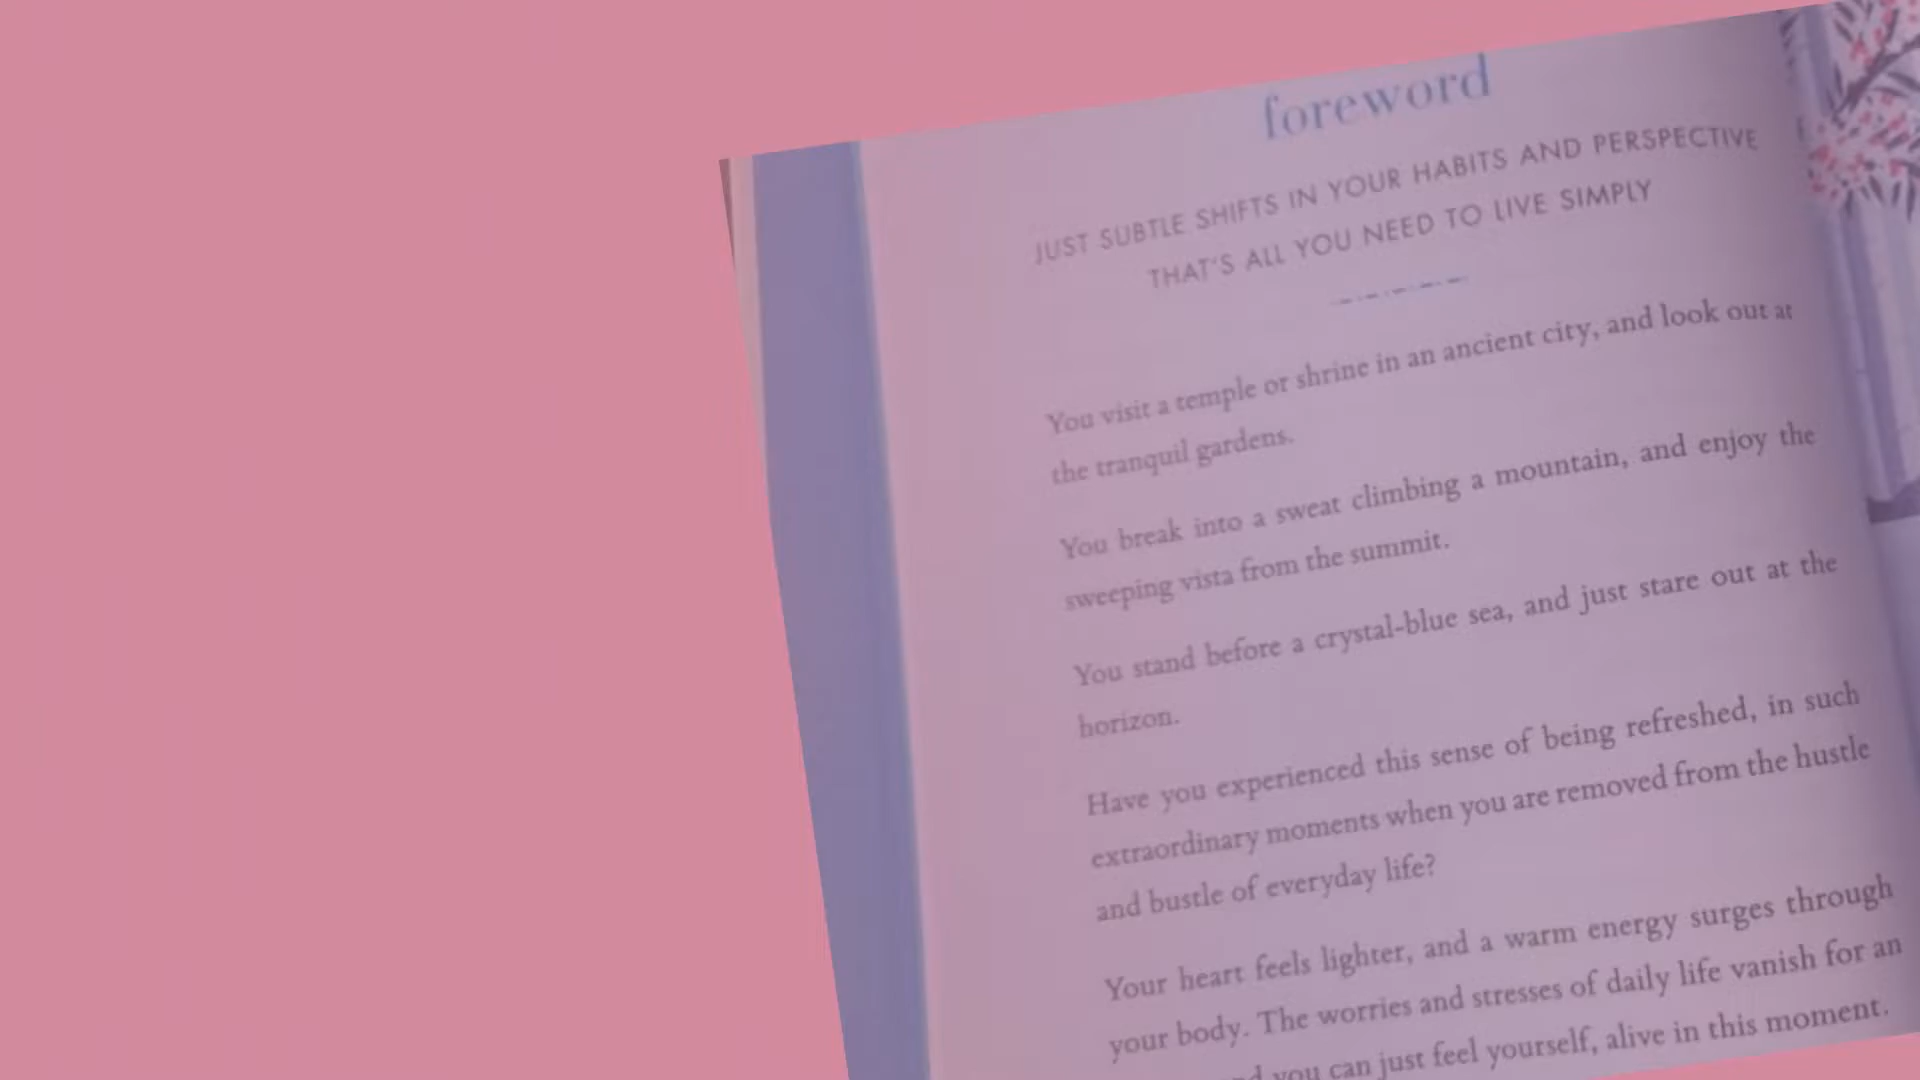 foreword
JUST SUBTLE SHIFTS IN YOUR HABITS AND PERSPECTIVE
THAT'S ALL YOU NEED TO LIVE SIMPLY
You visit a temple or shrine in an ancient city, and look out at
the tranquil gardens.
You break into a sweat climbing a mountain, and enjoy the
sweeping vista from the summit.
You stand before a crystal-blue sea, and just stare out at the
horizon.
Have you experienced this sense of being refreshed, in such
extraordinary moments when you are removed from the hustle
and bustle of everyday life?
Your heart feels lighter, and a warm energy surges through
your body. The worries and stresses of daily life vanish for an
you can just feel yourself, alive in this moment.